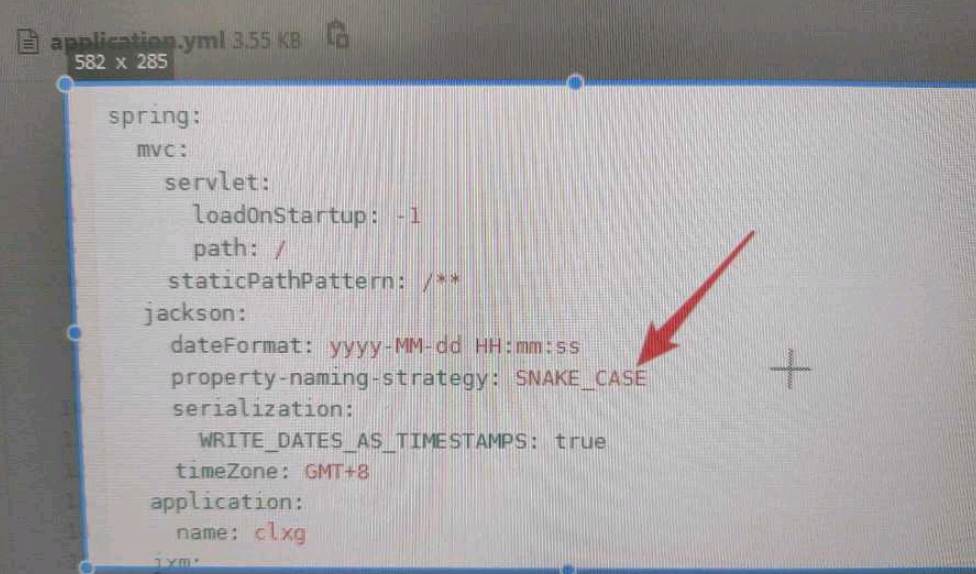 application.yml 3.55 KB
582 x 285
spring:
mvc:
servlet:
loadOnStartup: -1
path: /
staticPathPattern: /**
jackson:
dateFormat: yyyy-MM-dd HH:mm:ss
property-naming-strategy: SNAKE_CASE
serialization:
WRITE_DATES_AS_TIMESTAMPS: true
timeZone: GMT+8
application:
name: clxg